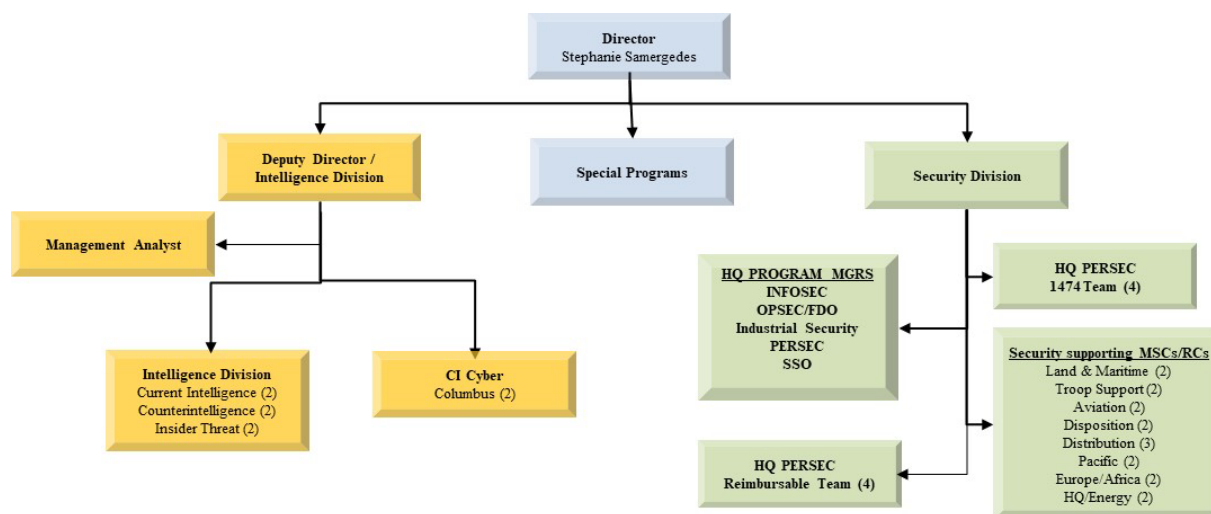 Director
Stephanie Samergedes
Deputy Director /
Intelligence Division
Special Programs
Security Division
Management Analyst
HQ PROGRAM MGRS
INFOSEC
OPSEC/FDO
Industrial Security
PERSEC
SSO
HQ PERSEC
1474 Team (4)
Intelligence Division
Current Intelligence (2)
Counterintelligence (2)
Insider Threat (2)
CI Cyber
Columbus (2)
Security supporting MSCs/RCs
Land & Maritime (2)
Troop Support (2)
Aviation (2)
Disposition (2)
Distribution (3)
Pacific (2)
Europe/Africa (2)
HQ/Energy (2)
HQ PERSEC
Reimbursable Team (4)